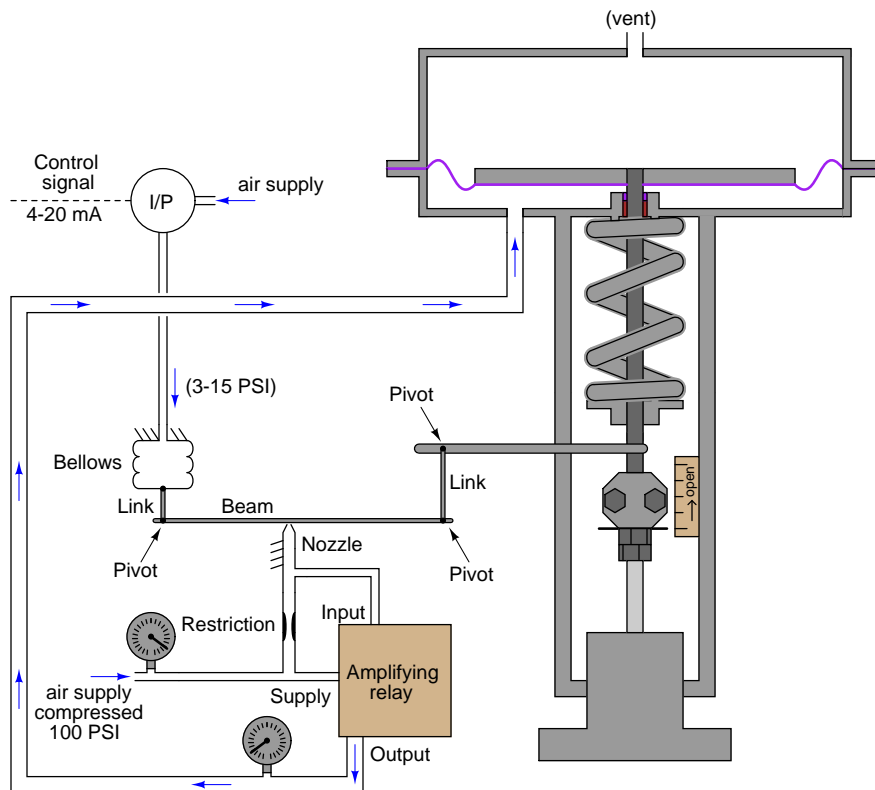 (vent)
Control
signal
4-20 mA
I/P
air supply
(3-15 PSI)
Pivot
Bellows
Link
Link
Beam
→ open
Nozzle
Pivot
Pivot
Restriction
Input
Amplifying
relay
Supply
air supply
compressed
100 PSI
Output